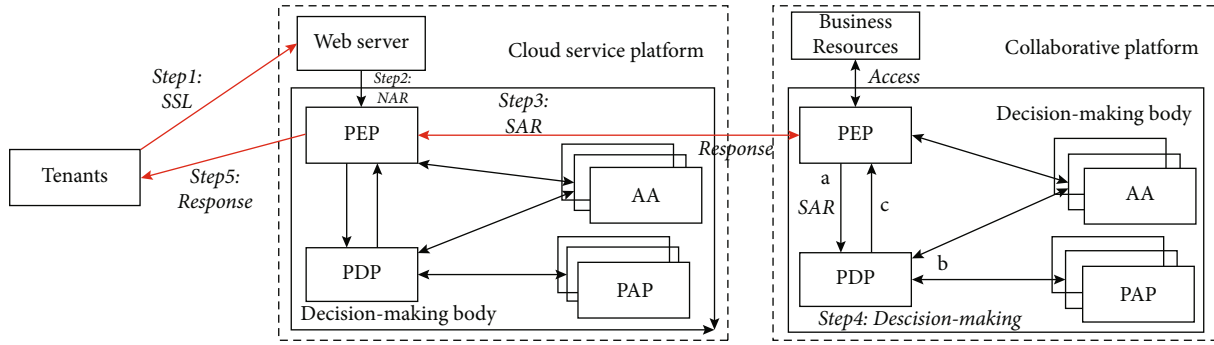 Tenants
Step1:
SSL
Step5:
Response
Web server
Cloud service platform
Step2:
NAR
PEP
Step3:
SAR
Response
AA
PDP
PAP
Decision-making body
Business
Resources
Collaborative platform
Access
PEP
Decision-making body
a
SAR
c
AA
PDP
b
PAP
Step4: Descision-making